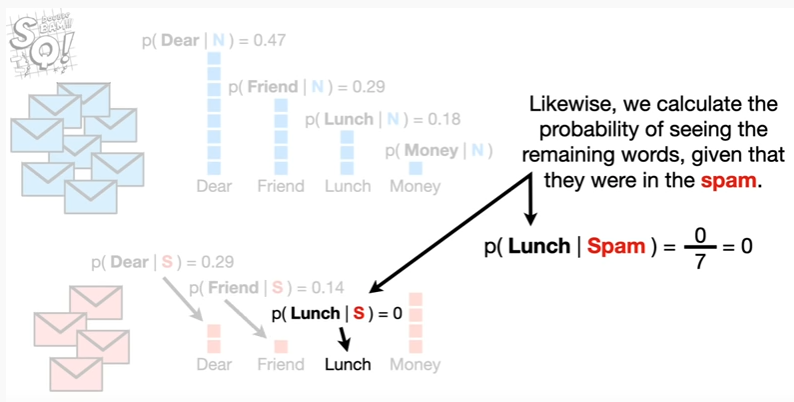 p( Dear | N ) = 0.47
p( Friend | N ) = 0.29
p( Lunch | N ) = 0.18
p( Money | N )
Dear Friend Lunch Money
Likewise, we calculate the
probability of seeing the
remaining words, given that
they were in the spam.
p( Lunch | Spam ) = 0/7 = 0
p( Dear | S ) = 0.29
p( Friend | S ) = 0.14
p( Lunch | S ) = 0
Dear Friend Lunch Money